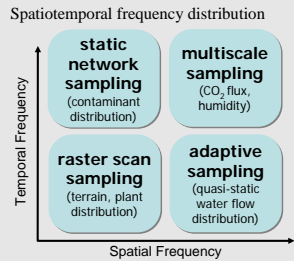 Spatiotemporal frequency distribution
static
network
sampling
(contaminant
distribution)
multiscale
sampling
(CO2 flux,
humidity)
raster scan
sampling
(terrain, plant
distribution)
adaptive
sampling
(quasi-static
water flow
distribution)
Temporal Frequency
Spatial Frequency